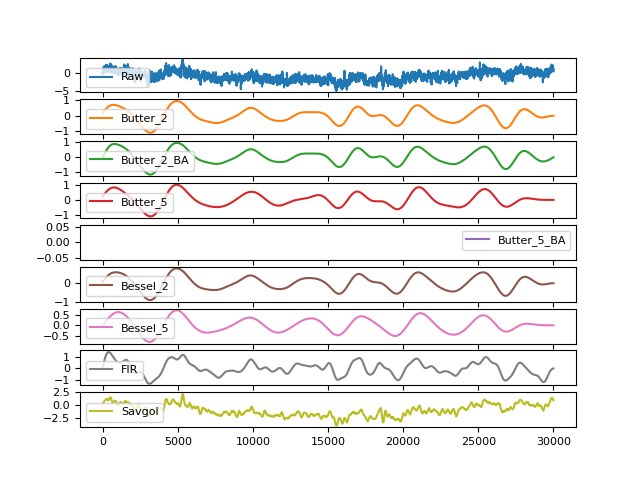 0
−5
Raw
1
0
−1
Butter_2
1
0
−1
Butter_2_BA
1
0
−1
Butter_5
0.05
0.00
−0.05
Butter_5_BA
0
−1
Bessel_2
0.5
0.0
−0.5
Bessel_5
1
0
−1
FIR
2.5
0.0
−2.5
Savgol
0 5000 10000 15000 20000 25000 30000